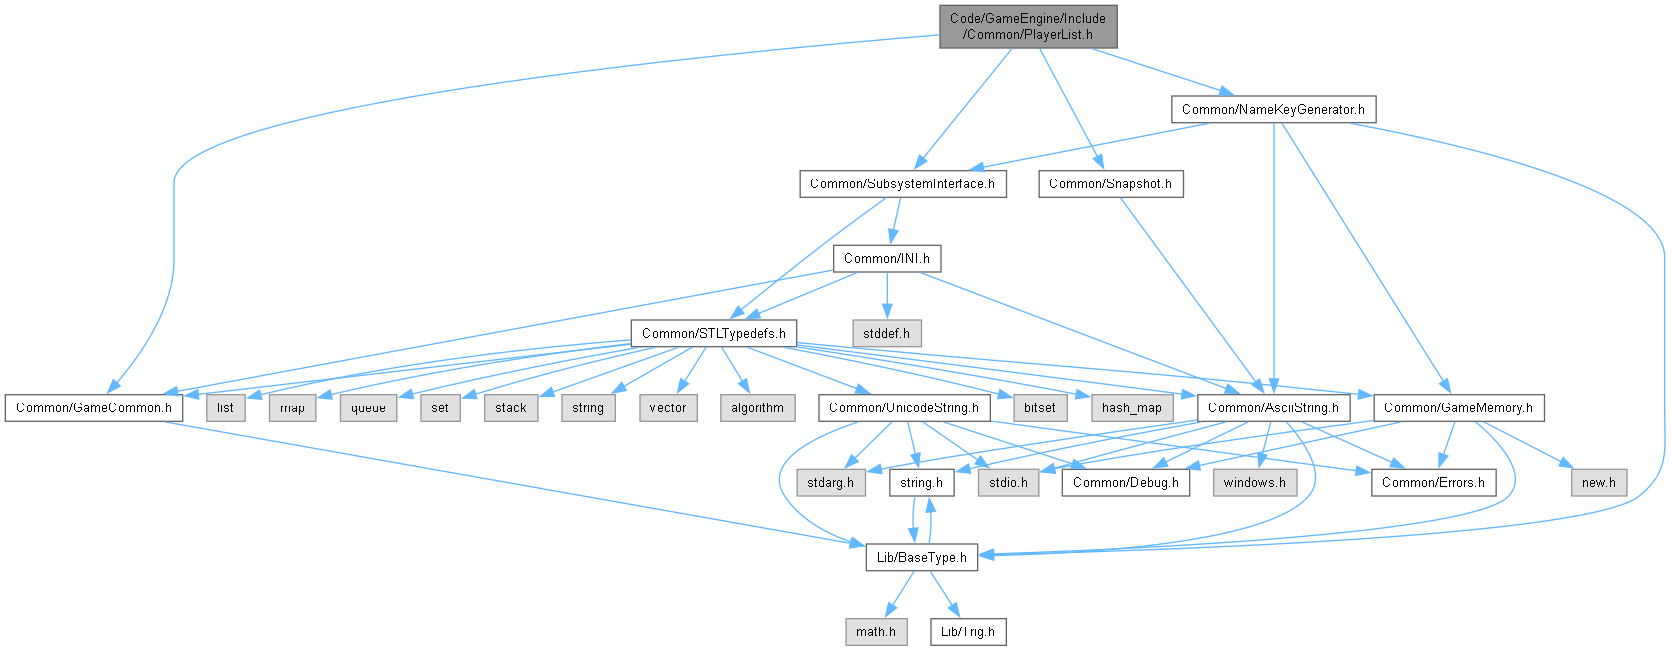 Code/GameEngine/Include
/Common/PlayerList.h
Common/NameKeyGenerator.h
Common/SubsystemInterface.h
Common/Snapshot.h
Common/INI.h
Common/STLTypedefs.h
stddef.h
Common/GameCommon.h
list
map
queue
set
stack
string
vector
algorithm
Common/UnicodeString.h
bitset
hash_map
Common/AsciiString.h
Common/GameMemory.h
stdarg.h
string.h
stdio.h
Common/Debug.h
windows.h
Common/Errors.h
new.h
Lib/BaseType.h
math.h
Lib/Trig.h